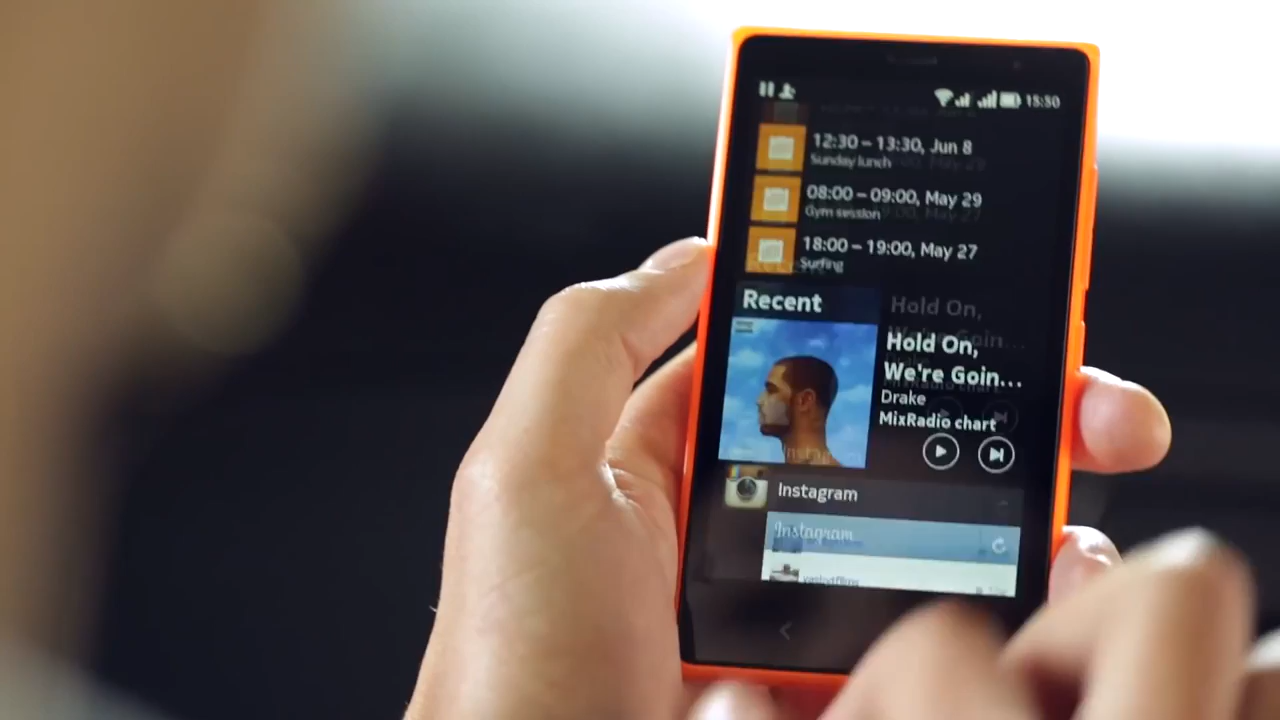 15:30
12:30 – 13:30, Jun 8
Sunday lunch
08:00 – 09:00, May 29
Gym session
18:00 – 19:00, May 27
Surfing
Recent
Hold On,
We're Goin...
Drake
MixRadio chart
Instagram
Instagram